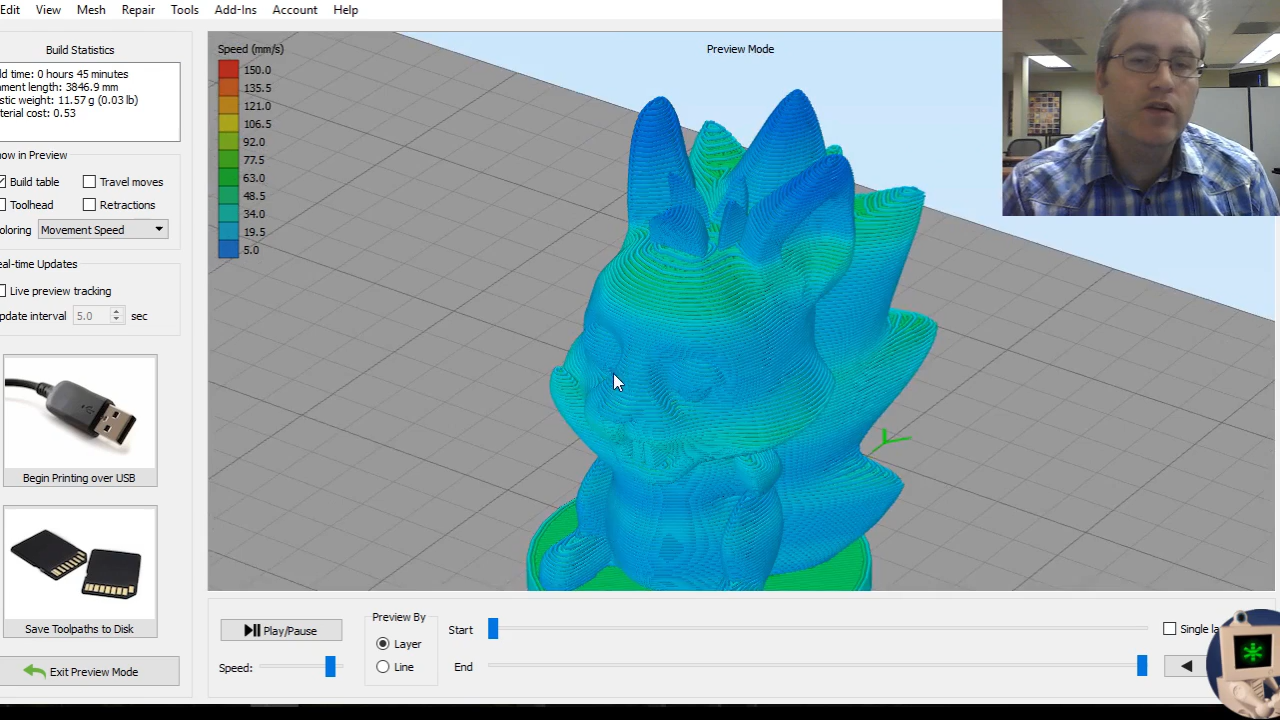 Edit View Mesh Repair Tools Add-Ins Account Help
Build Statistics
ld time: 0 hours 45 minutes
ment length: 3846.9 mm
stic weight: 11.57 g (0.03 lb)
terial cost: 0.53
how in Preview
Build table Travel moves
Toolhead Retractions
oloring Movement Speed
eal-time Updates
Live preview tracking
pdate interval 5.0 sec
Begin Printing over USB
Save Toolpaths to Disk
Exit Preview Mode
Speed (mm/s)
150.0
135.5
121.0
106.5
92.0
77.5
63.0
48.5
34.0
19.5
5.0
Preview Mode
Play/Pause
Speed:
Preview By
Layer
Line
Start
End
Single la